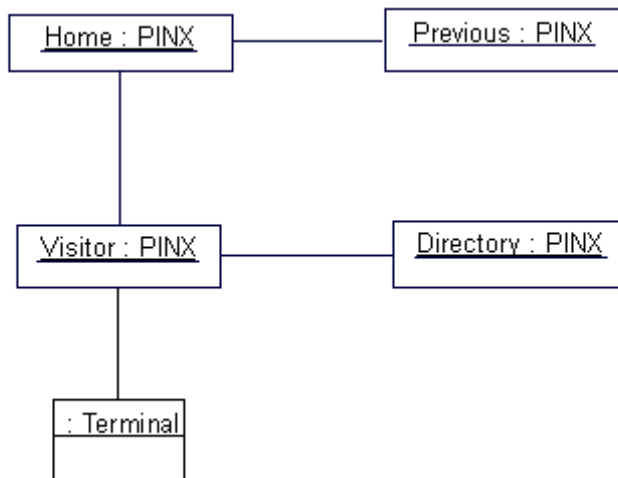 Home : PINX
Previous : PINX
Visitor : PINX
Directory : PINX
: Terminal